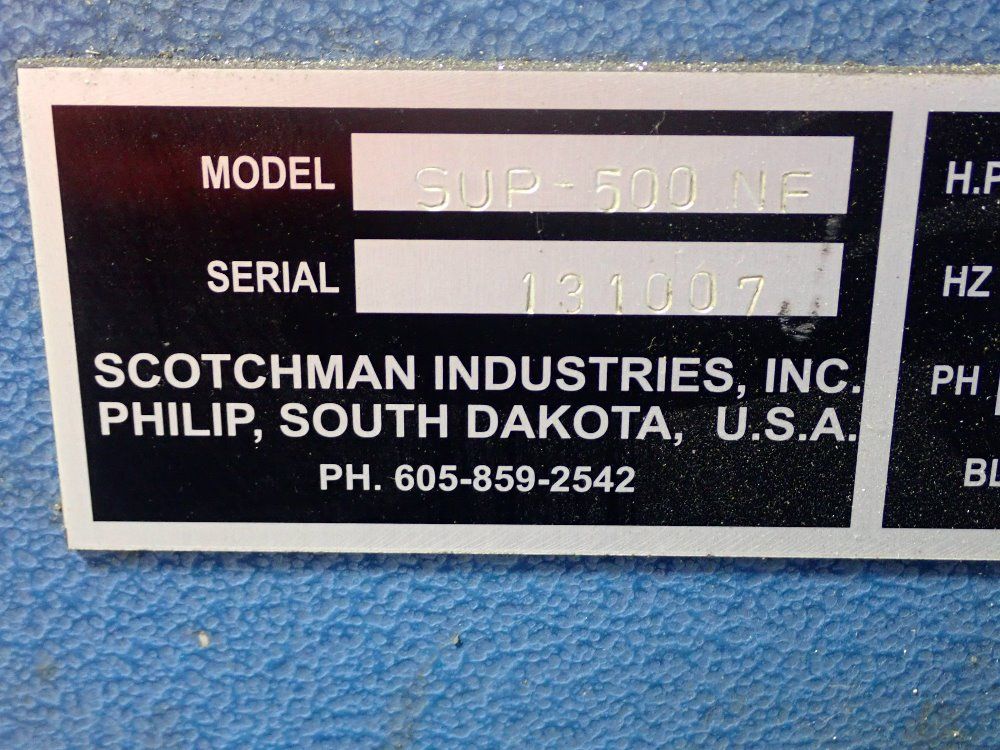 MODEL SUP-500 NF
SERIAL 131007
SCOTCHMAN INDUSTRIES, INC.
PHILIP, SOUTH DAKOTA, U.S.A.
PH. 605-859-2542
H.P
HZ
PH
BL